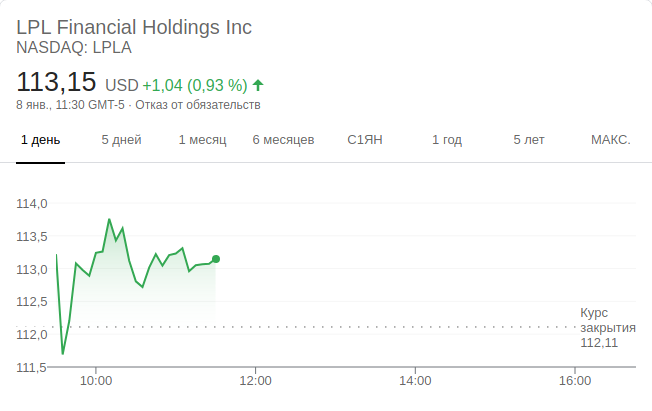 LPL Financial Holdings Inc
NASDAQ: LPLA
113,15 USD +1,04 (0,93 %)
8 янв., 11:30 GMT-5 · Отказ от обязательств
1 день 5 дней 1 месяц 6 месяцев С1ЯН 1 год 5 лет МАКС.
114,0
113,5
113,0
112,5
112,0
111,5
Курс
закрытия
112,11
10:00 12:00 14:00 16:00